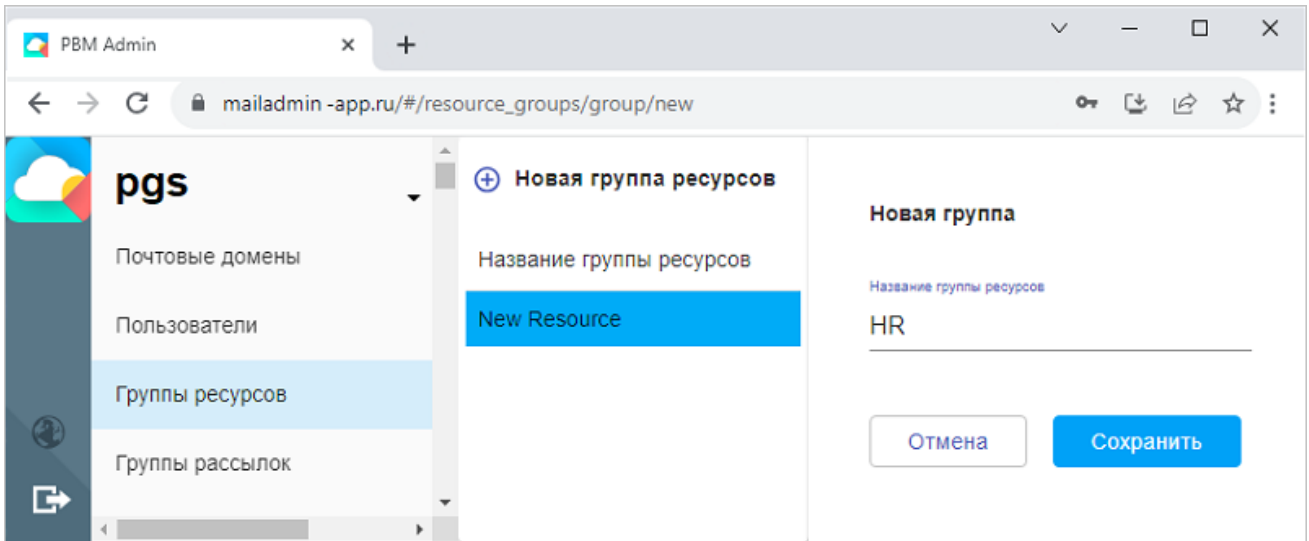 PBM Admin
mailadmin -app.ru/#/resource_groups/group/new
pgs
Почтовые домены
Пользователи
Группы ресурсов
Группы рассылок
Новая группа ресурсов
Название группы ресурсов
New Resource
Новая группа
Название группы ресурсов
HR
Отмена
Сохранить